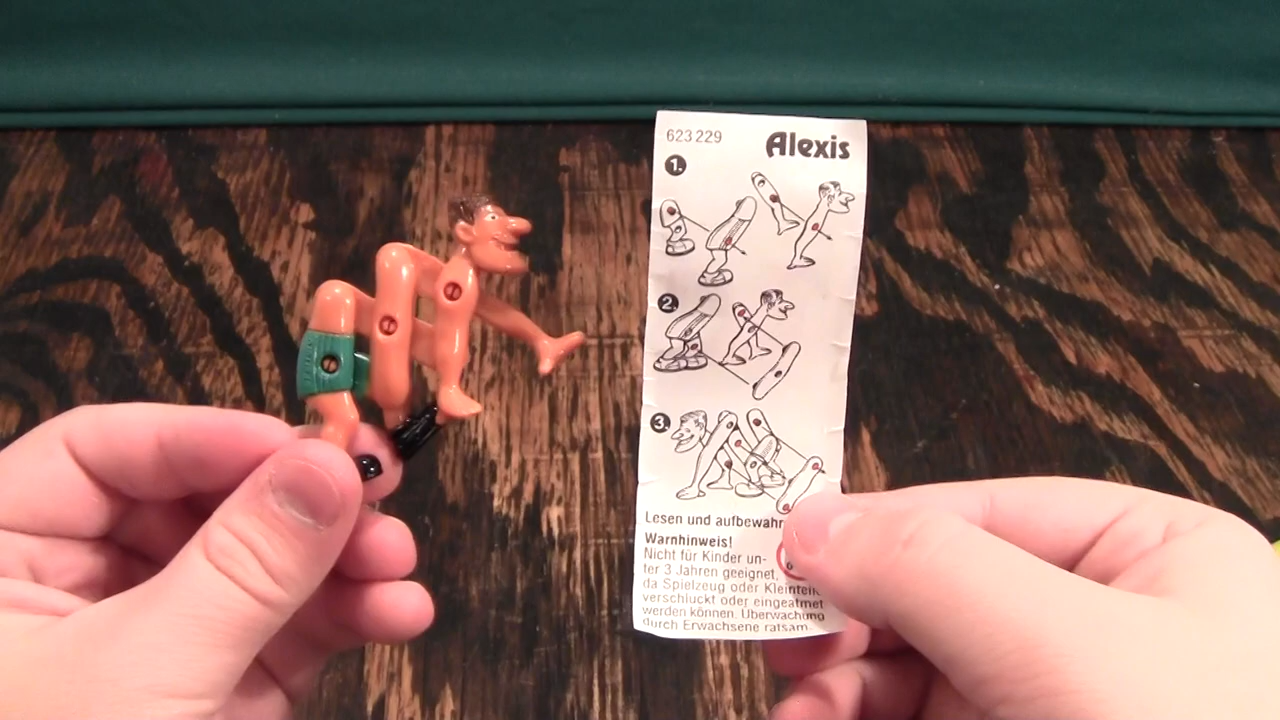 623 229 Alexis
1.
2.
3.
Lesen und aufbewahr
Warnhinweis!
Nicht für Kinder un-
ter 3 Jahren geeignet,
da Spielzeug oder Kleinteile
verschluckt oder eingeatmet
werden können. Überwachung
durch Erwachsene ratsam.